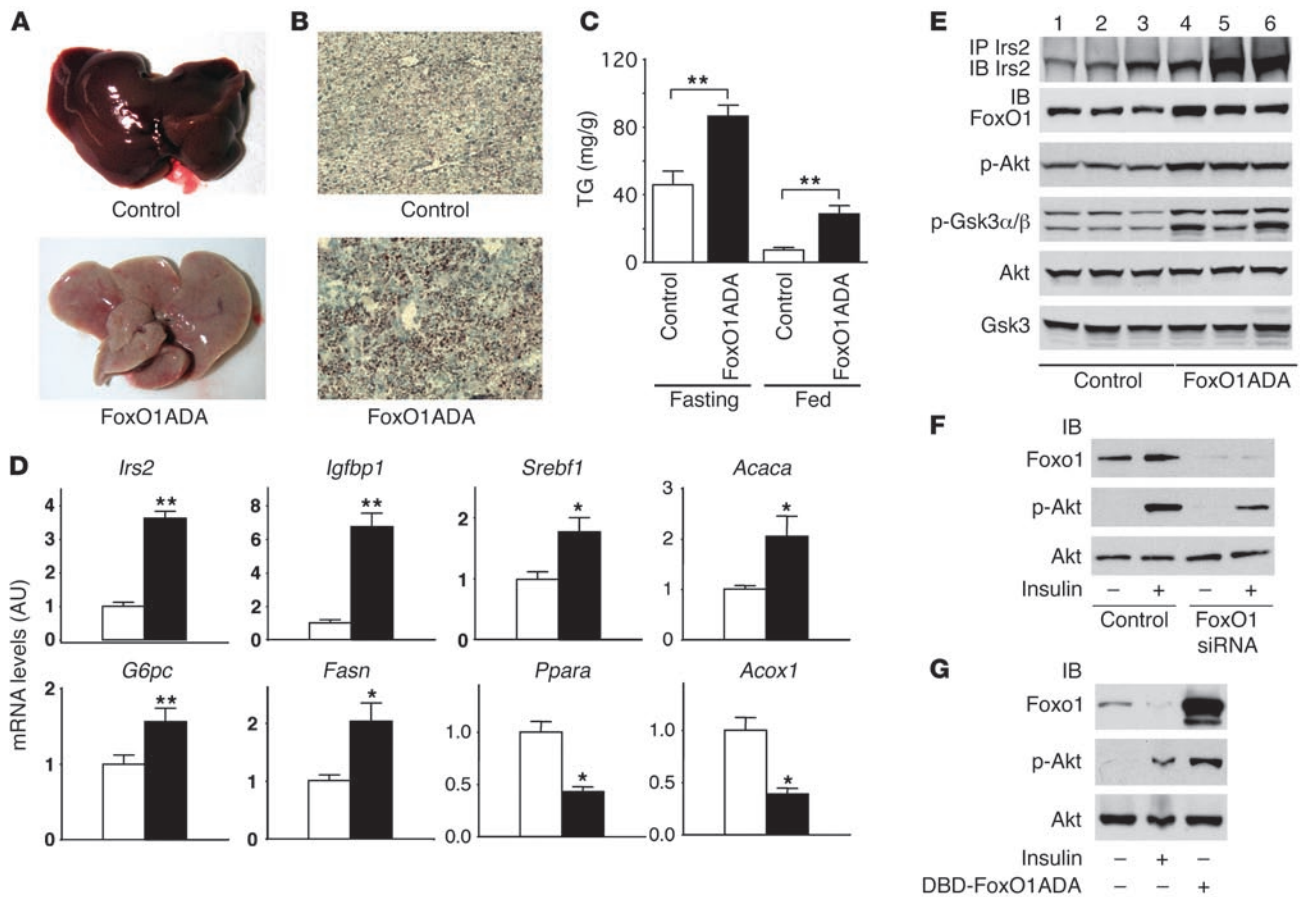 A
Control
FoxO1ADA
B
Control
FoxO1ADA
C
TG (mg/g)
120
80
40
0
**
**
Control
FoxO1ADA
Control
FoxO1ADA
Fasting
Fed
D
mRNA levels (AU)
Irs2
4
3
2
1
0
**
Igfbp1
8
6
4
2
0
**
Srebf1
2
1
0
*
Acaca
3
2
1
0
*
G6pc
2
1
0
**
Fasn
2
1
0
*
Ppara
1.0
0.5
0.0
*
Acox1
1.0
0.5
0.0
*
E
1 2 3 4 5 6
IP Irs2
IB Irs2
IB
FoxO1
p-Akt
p-Gsk3α/β
Akt
Gsk3
Control
FoxO1ADA
F
IB
Foxo1
p-Akt
Akt
Insulin − + − +
Control
FoxO1
siRNA
G
IB
Foxo1
p-Akt
Akt
Insulin − + −
DBD-FoxO1ADA − − +